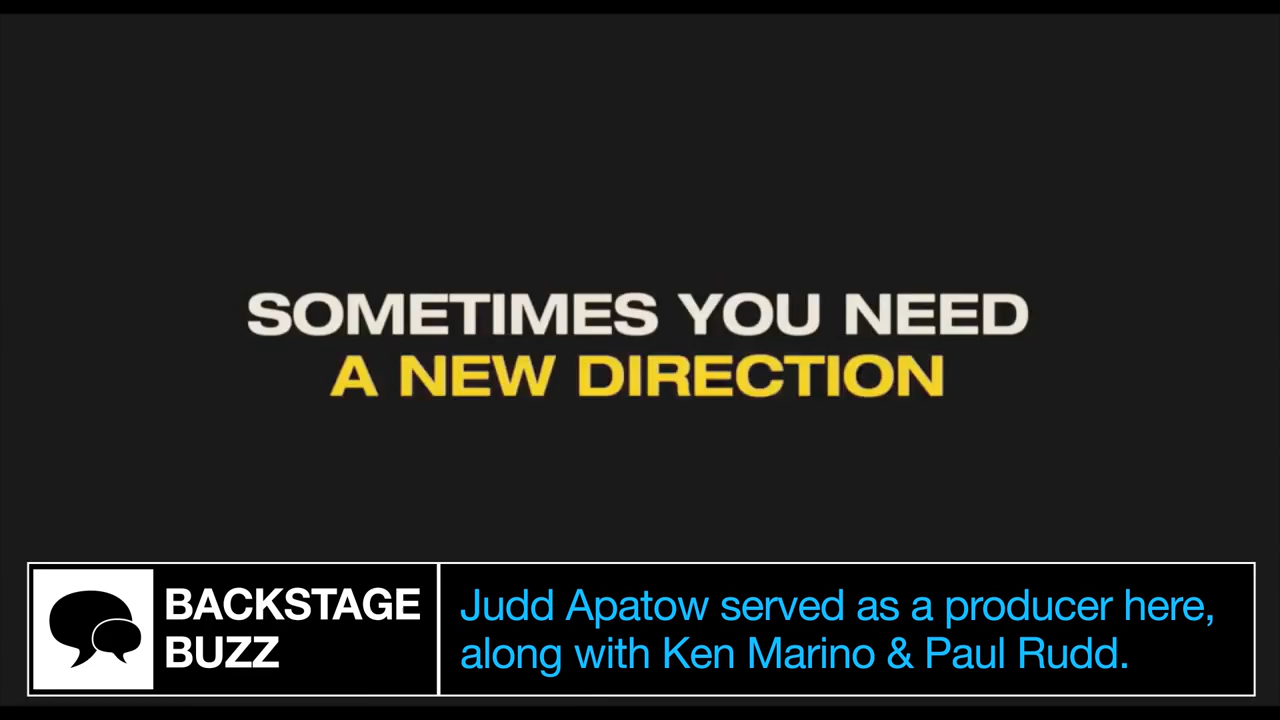 SOMETIMES YOU NEED
A NEW DIRECTION
BACKSTAGE
BUZZ
Judd Apatow served as a producer here,
along with Ken Marino & Paul Rudd.